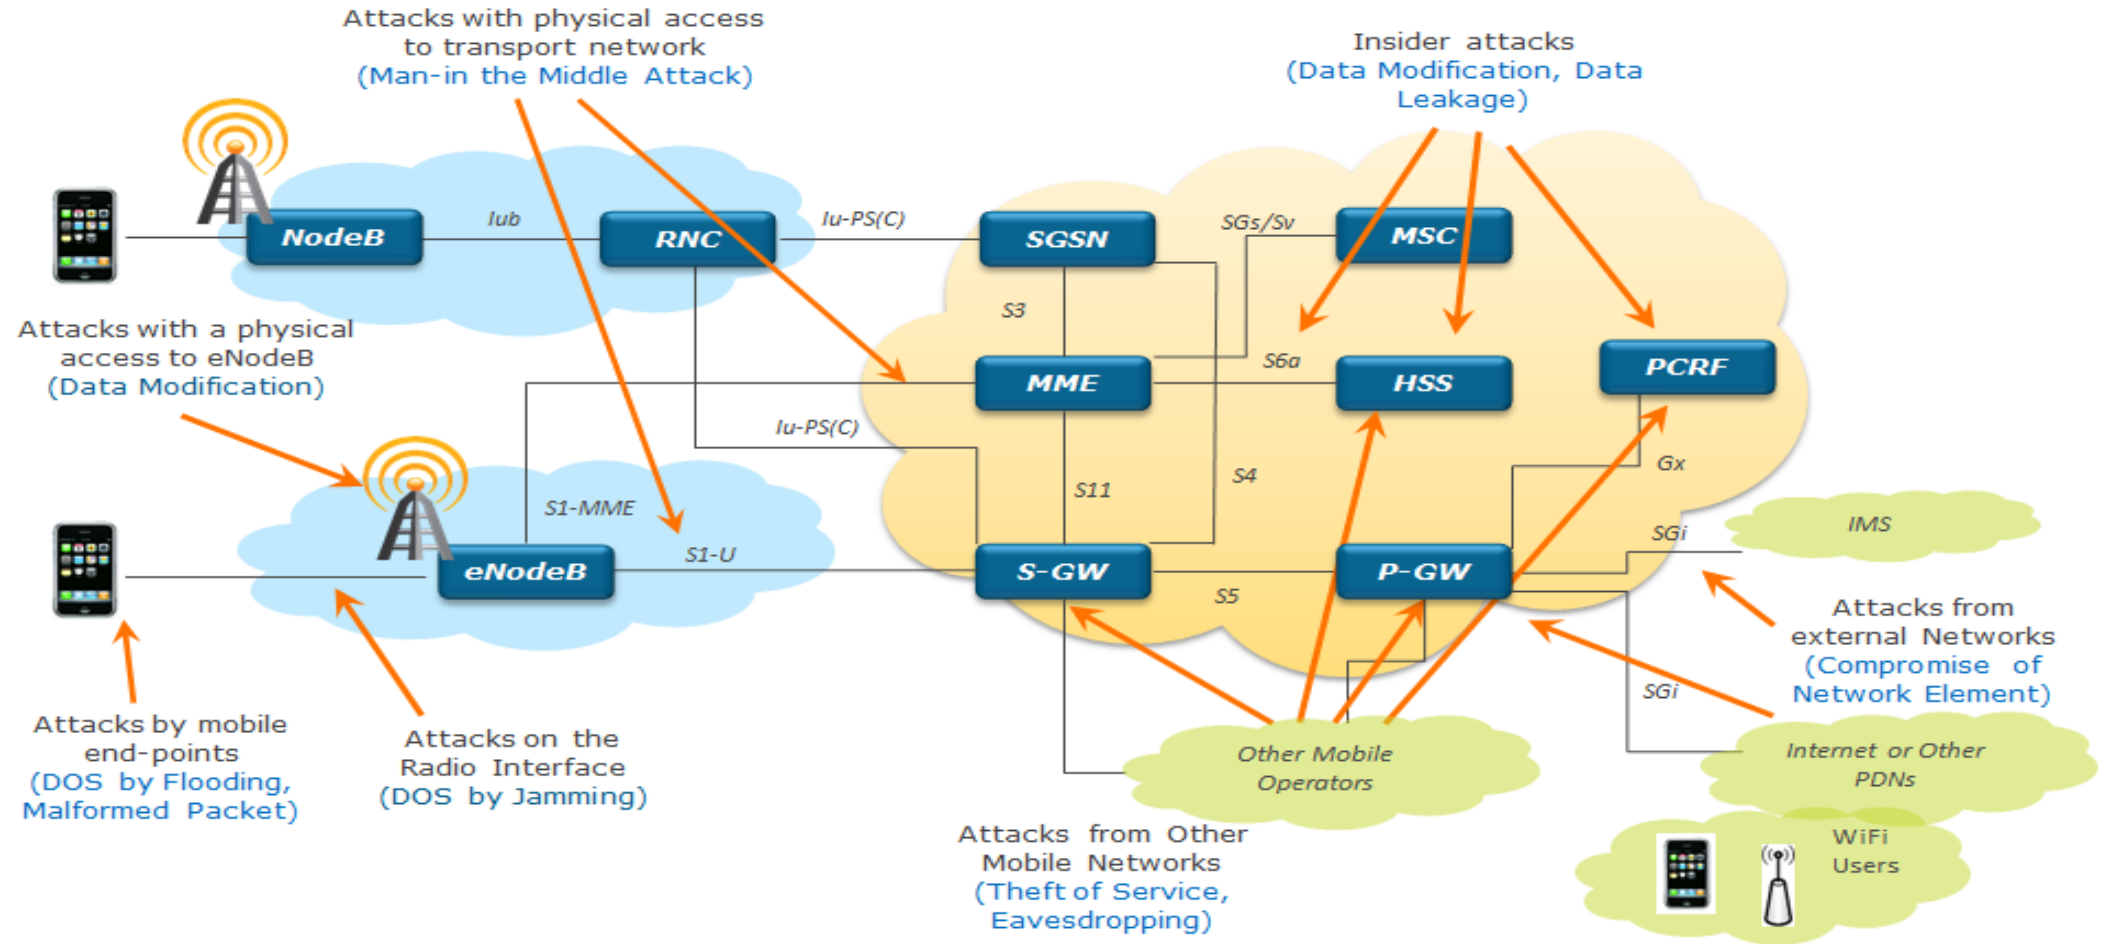 Attacks with physical access
to transport network
(Man-in the Middle Attack)
Insider attacks
(Data Modification, Data
Leakage)
NodeB
Iub
RNC
Iu-PS(C)
SGSN
SGs/Sv
MSC
S3
Attacks with a physical
access to eNodeB
(Data Modification)
MME
S6a
HSS
PCRF
Iu-PS(C)
S1-MME
S11
S4
Gx
eNodeB
S1-U
S-GW
S5
P-GW
SGi
IMS
Attacks from
external Networks
(Compromise of
Network Element)
SGi
Attacks by mobile
end-points
(DOS by Flooding,
Malformed Packet)
Attacks on the
Radio Interface
(DOS by Jamming)
Other Mobile
Operators
Internet or Other
PDNs
Attacks from Other
Mobile Networks
(Theft of Service,
Eavesdropping)
WiFi
Users